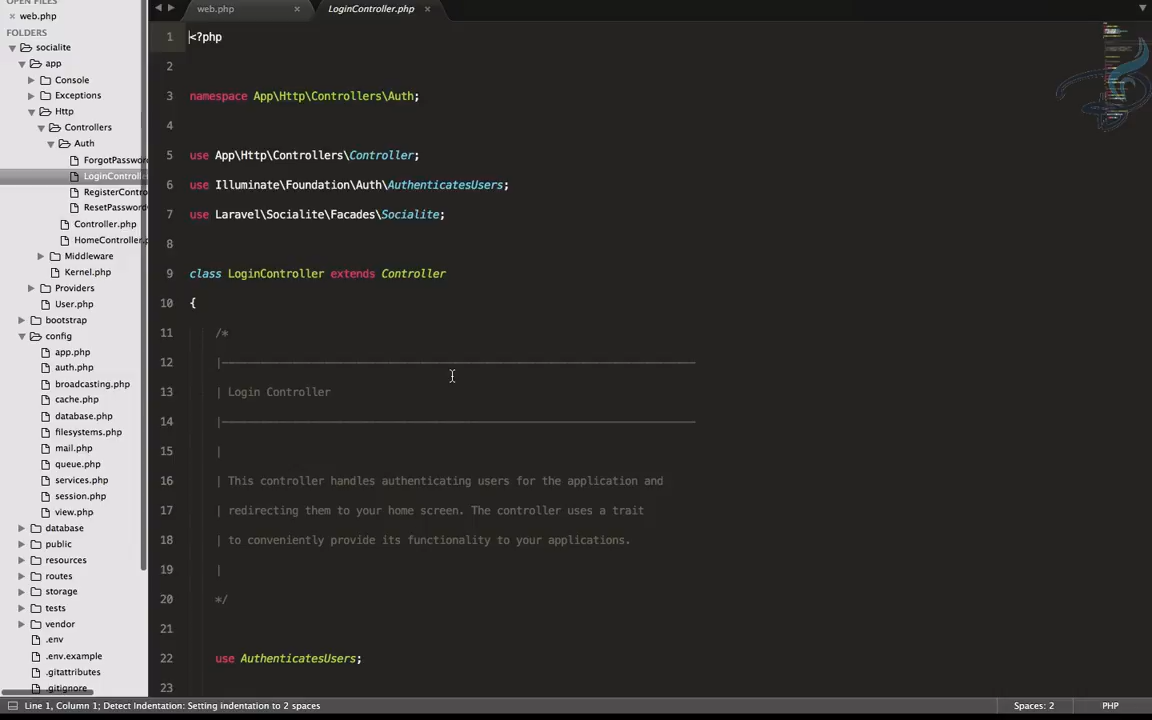 OPEN FILES
web.php
FOLDERS
socialite
app
Console
Exceptions
Http
Controllers
Auth
ForgotPassword
LoginControlle
RegisterContro
ResetPassword
Controller.php
HomeController.p
Middleware
Kernel.php
Providers
User.php
bootstrap
config
app.php
auth.php
broadcasting.php
cache.php
database.php
filesystems.php
mail.php
queue.php
services.php
session.php
view.php
database
public
resources
routes
storage
tests
vendor
.env
.env.example
.gitattributes
.gitignore
web.php
LoginController.php
1 <?php
2
3 namespace App\Http\Controllers\Auth;
4
5 use App\Http\Controllers\Controller;
6 use Illuminate\Foundation\Auth\AuthenticatesUsers;
7 use Laravel\Socialite\Facades\Socialite;
8
9 class LoginController extends Controller
10 {
11 /*
12 |--------------------------------------------------------------------------
13 | Login Controller
14 |--------------------------------------------------------------------------
15 |
16 | This controller handles authenticating users for the application and
17 | redirecting them to your home screen. The controller uses a trait
18 | to conveniently provide its functionality to your applications.
19 |
20 */
21
22 use AuthenticatesUsers;
23
Line 1, Column 1; Detect Indentation: Setting indentation to 2 spaces
Spaces: 2
PHP